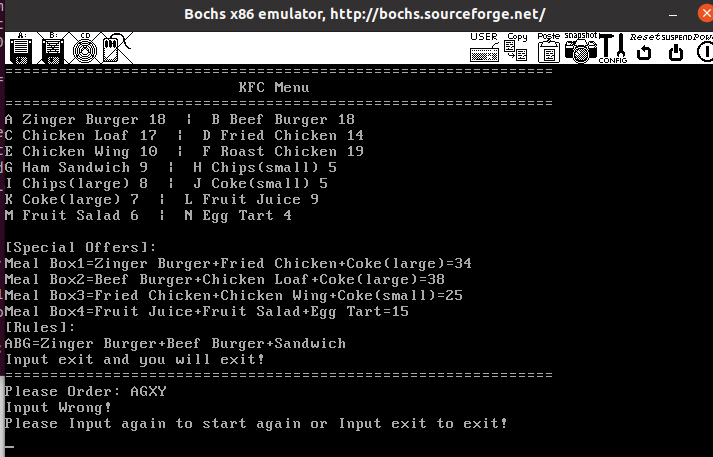 Bochs x86 emulator, http://bochs.sourceforge.net/
A: B: CD USER Copy Paste snapshot CONFIG Reset SUSPEND Pow
========================================================
KFC Menu
========================================================
A Zinger Burger 18 ¦ B Beef Burger 18
C Chicken Loaf 17 ¦ D Fried Chicken 14
E Chicken Wing 10 ¦ F Roast Chicken 19
G Ham Sandwich 9 ¦ H Chips(small) 5
I Chips(large) 8 ¦ J Coke(small) 5
K Coke(large) 7 ¦ L Fruit Juice 9
M Fruit Salad 6 ¦ N Egg Tart 4
[Special Offers]:
Meal Box1=Zinger Burger+Fried Chicken+Coke(large)=34
Meal Box2=Beef Burger+Chicken Loaf+Coke(large)=38
Meal Box3=Fried Chicken+Chicken Wing+Coke(small)=25
Meal Box4=Fruit Juice+Fruit Salad+Egg Tart=15
[Rules]:
ABG=Zinger Burger+Beef Burger+Sandwich
Input exit and you will exit!
========================================================
Please Order: AGXY
Input Wrong!
Please Input again to start again or Input exit to exit!